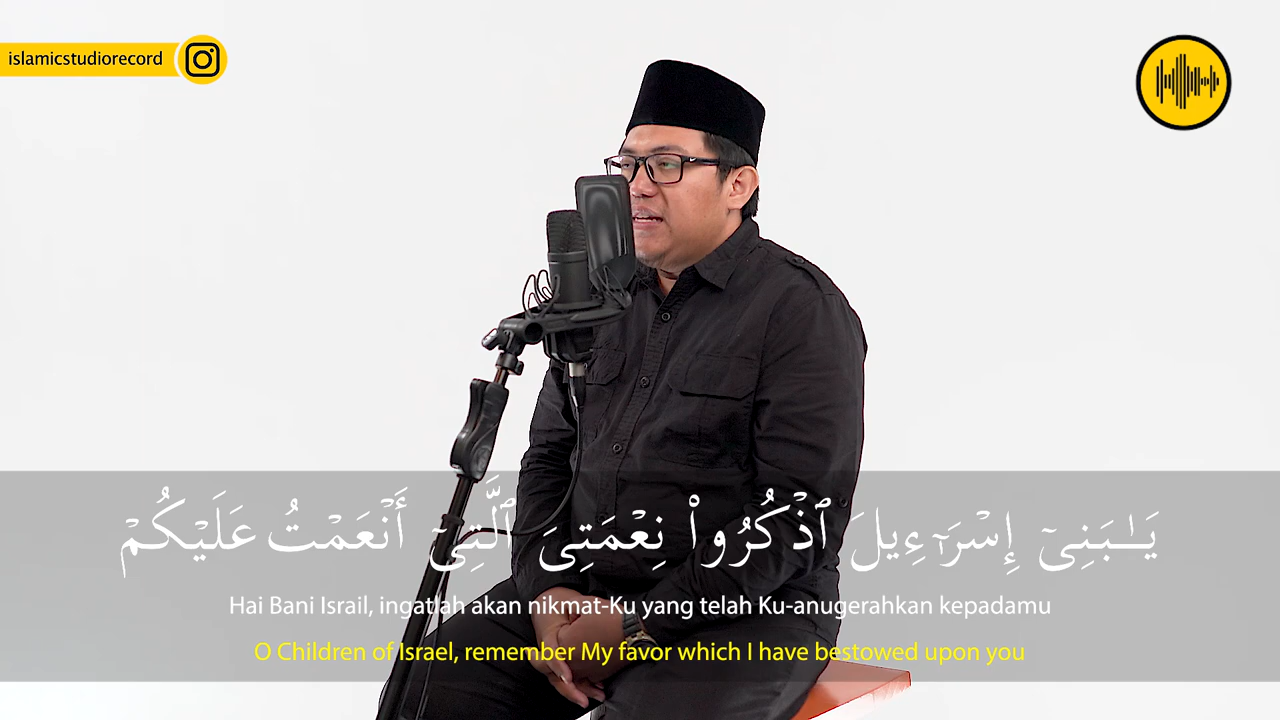 islamicstudiorecord
يَـٰبَنِىٓ إِسْرَٰٓءِيلَ ٱذْكُرُوا۟ نِعْمَتِىَ ٱلَّتِىٓ أَنْعَمْتُ عَلَيْكُمْ
Hai Bani Israil, ingatlah akan nikmat-Ku yang telah Ku-anugerahkan kepadamu
O Children of Israel, remember My favor which I have bestowed upon you